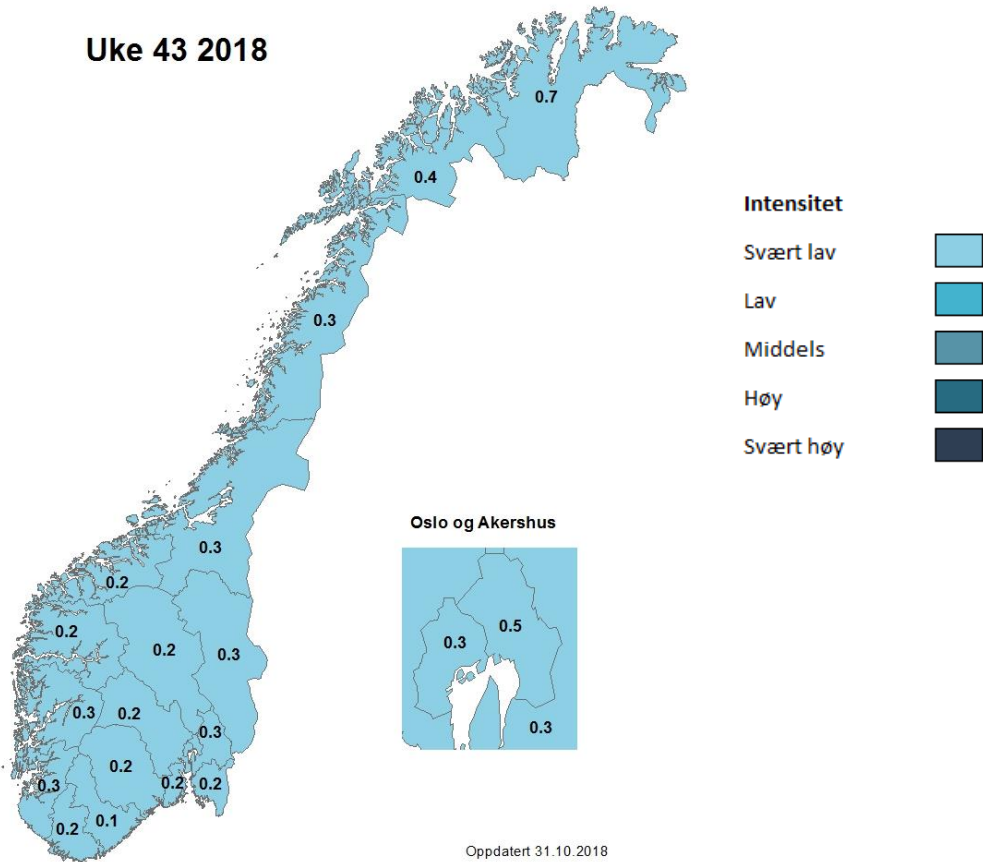 Uke 43 2018
0.7
0.4
0.3
Intensitet
Svært lav
Lav
Middels
Høy
Svært høy
Oslo og Akershus
0.3
0.5
0.3
0.3
0.2
0.2
0.2
0.3
0.3
0.2
0.3
0.2
0.3
0.2
0.2
0.2
0.1
Oppdatert 31.10.2018